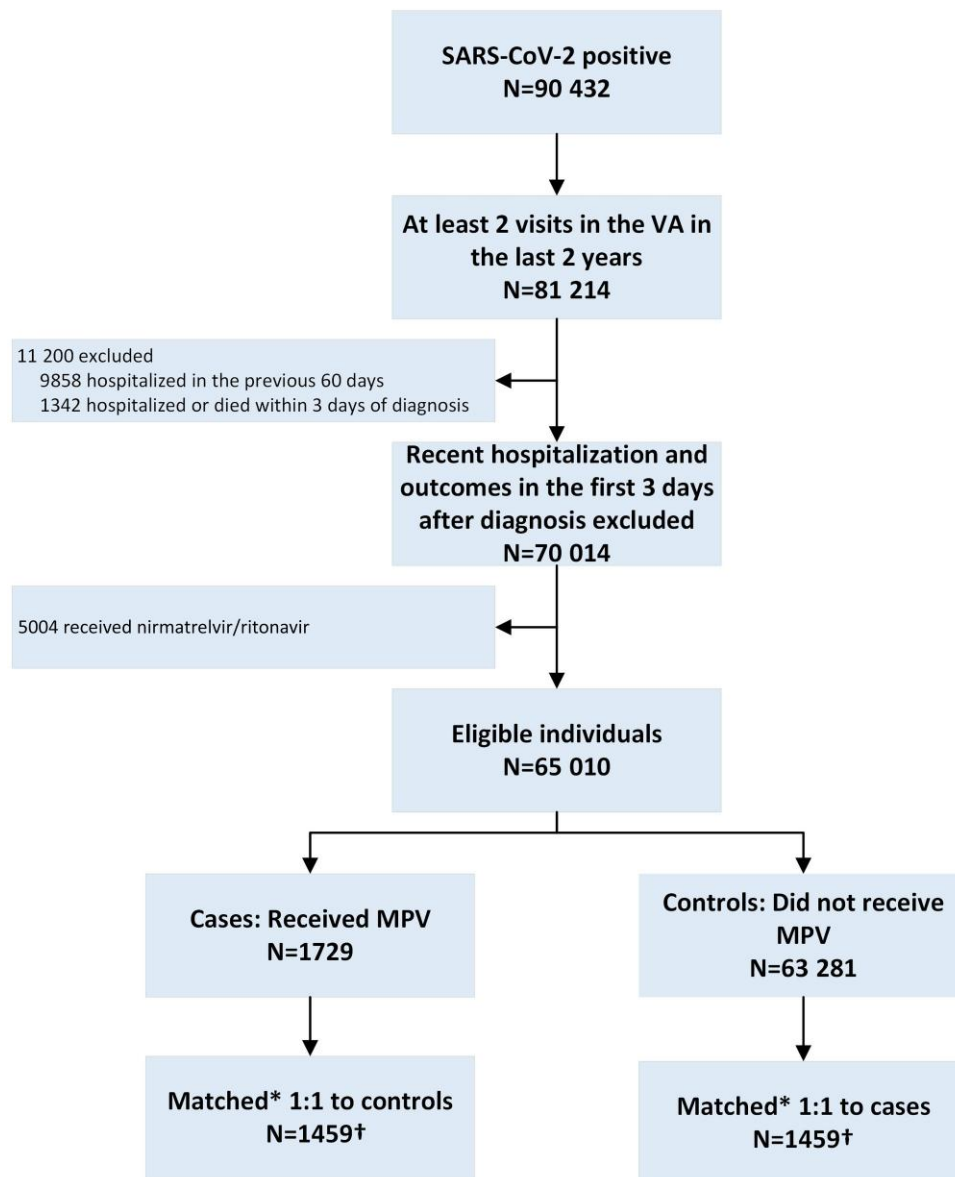 SARS-CoV-2 positive
N=90 432
At least 2 visits in the VA in
the last 2 years
N=81 214
11 200 excluded
9858 hospitalized in the previous 60 days
1342 hospitalized or died within 3 days of diagnosis
Recent hospitalization and
outcomes in the first 3 days
after diagnosis excluded
N=70 014
5004 received nirmatrelvir/ritonavir
Eligible individuals
N=65 010
Cases: Received MPV
N=1729
Controls: Did not receive
MPV
N=63 281
Matched* 1:1 to controls
N=1459†
Matched* 1:1 to cases
N=1459†